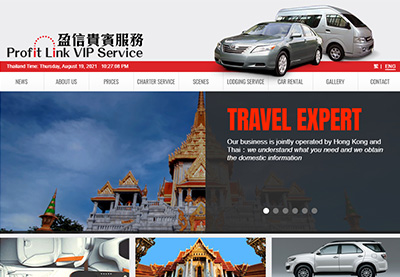 盈信貴賓服務
Profit Link VIP Service
Thailand Time: Thursday, August 19, 2021 10:27:08 PM
繁 | ENG
NEWS ABOUT US PRICES CHARTER SERVICE SCENES LODGING SERVICE CAR RENTAL GALLERY CONTACT
TRAVEL EXPERT
Our business is jointly operated by Hong Kong and
Thai : we understand what you need and we obtain
the domestic information